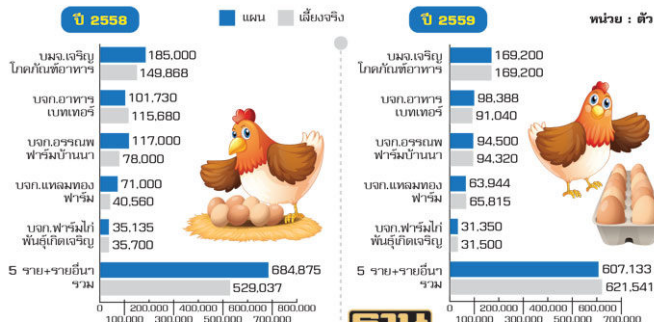 ปี 2558
แผน เลี้ยงจริง
บมจ.เจริญ
โภคภัณฑ์อาหาร
185.000
149.868
บจก.อาหาร
เบทเทอร์
101.730
115.680
บจก.อรรณพ
ฟาร์มบ้านนา
117.000
78.000
บจก.แหลมทอง
ฟาร์ม
71.000
40.560
บจก.ฟาร์มไก่
พันธุ์เกิดเจริญ
35.135
35.700
5 ราย+รายอื่นๆ
รวม
684.875
529.037
0 200.000 400.000 600.000 800.000
100.000 300.000 500.000 700.000
ปี 2559
หน่วย : ตัว
บมจ.เจริญ
โภคภัณฑ์อาหาร
169.200
169.200
บจก.อาหาร
เบทเทอร์
98.388
91.040
บจก.อรรณพ
ฟาร์มบ้านนา
94.500
94.320
บจก.แหลมทอง
ฟาร์ม
63.944
65.815
บจก.ฟาร์มไก่
พันธุ์เกิดเจริญ
31.350
31.500
5 ราย+รายอื่นๆ
รวม
607.133
621.541
0 200.000 400.000 600.000
100.000 300.000 500.000 700.000